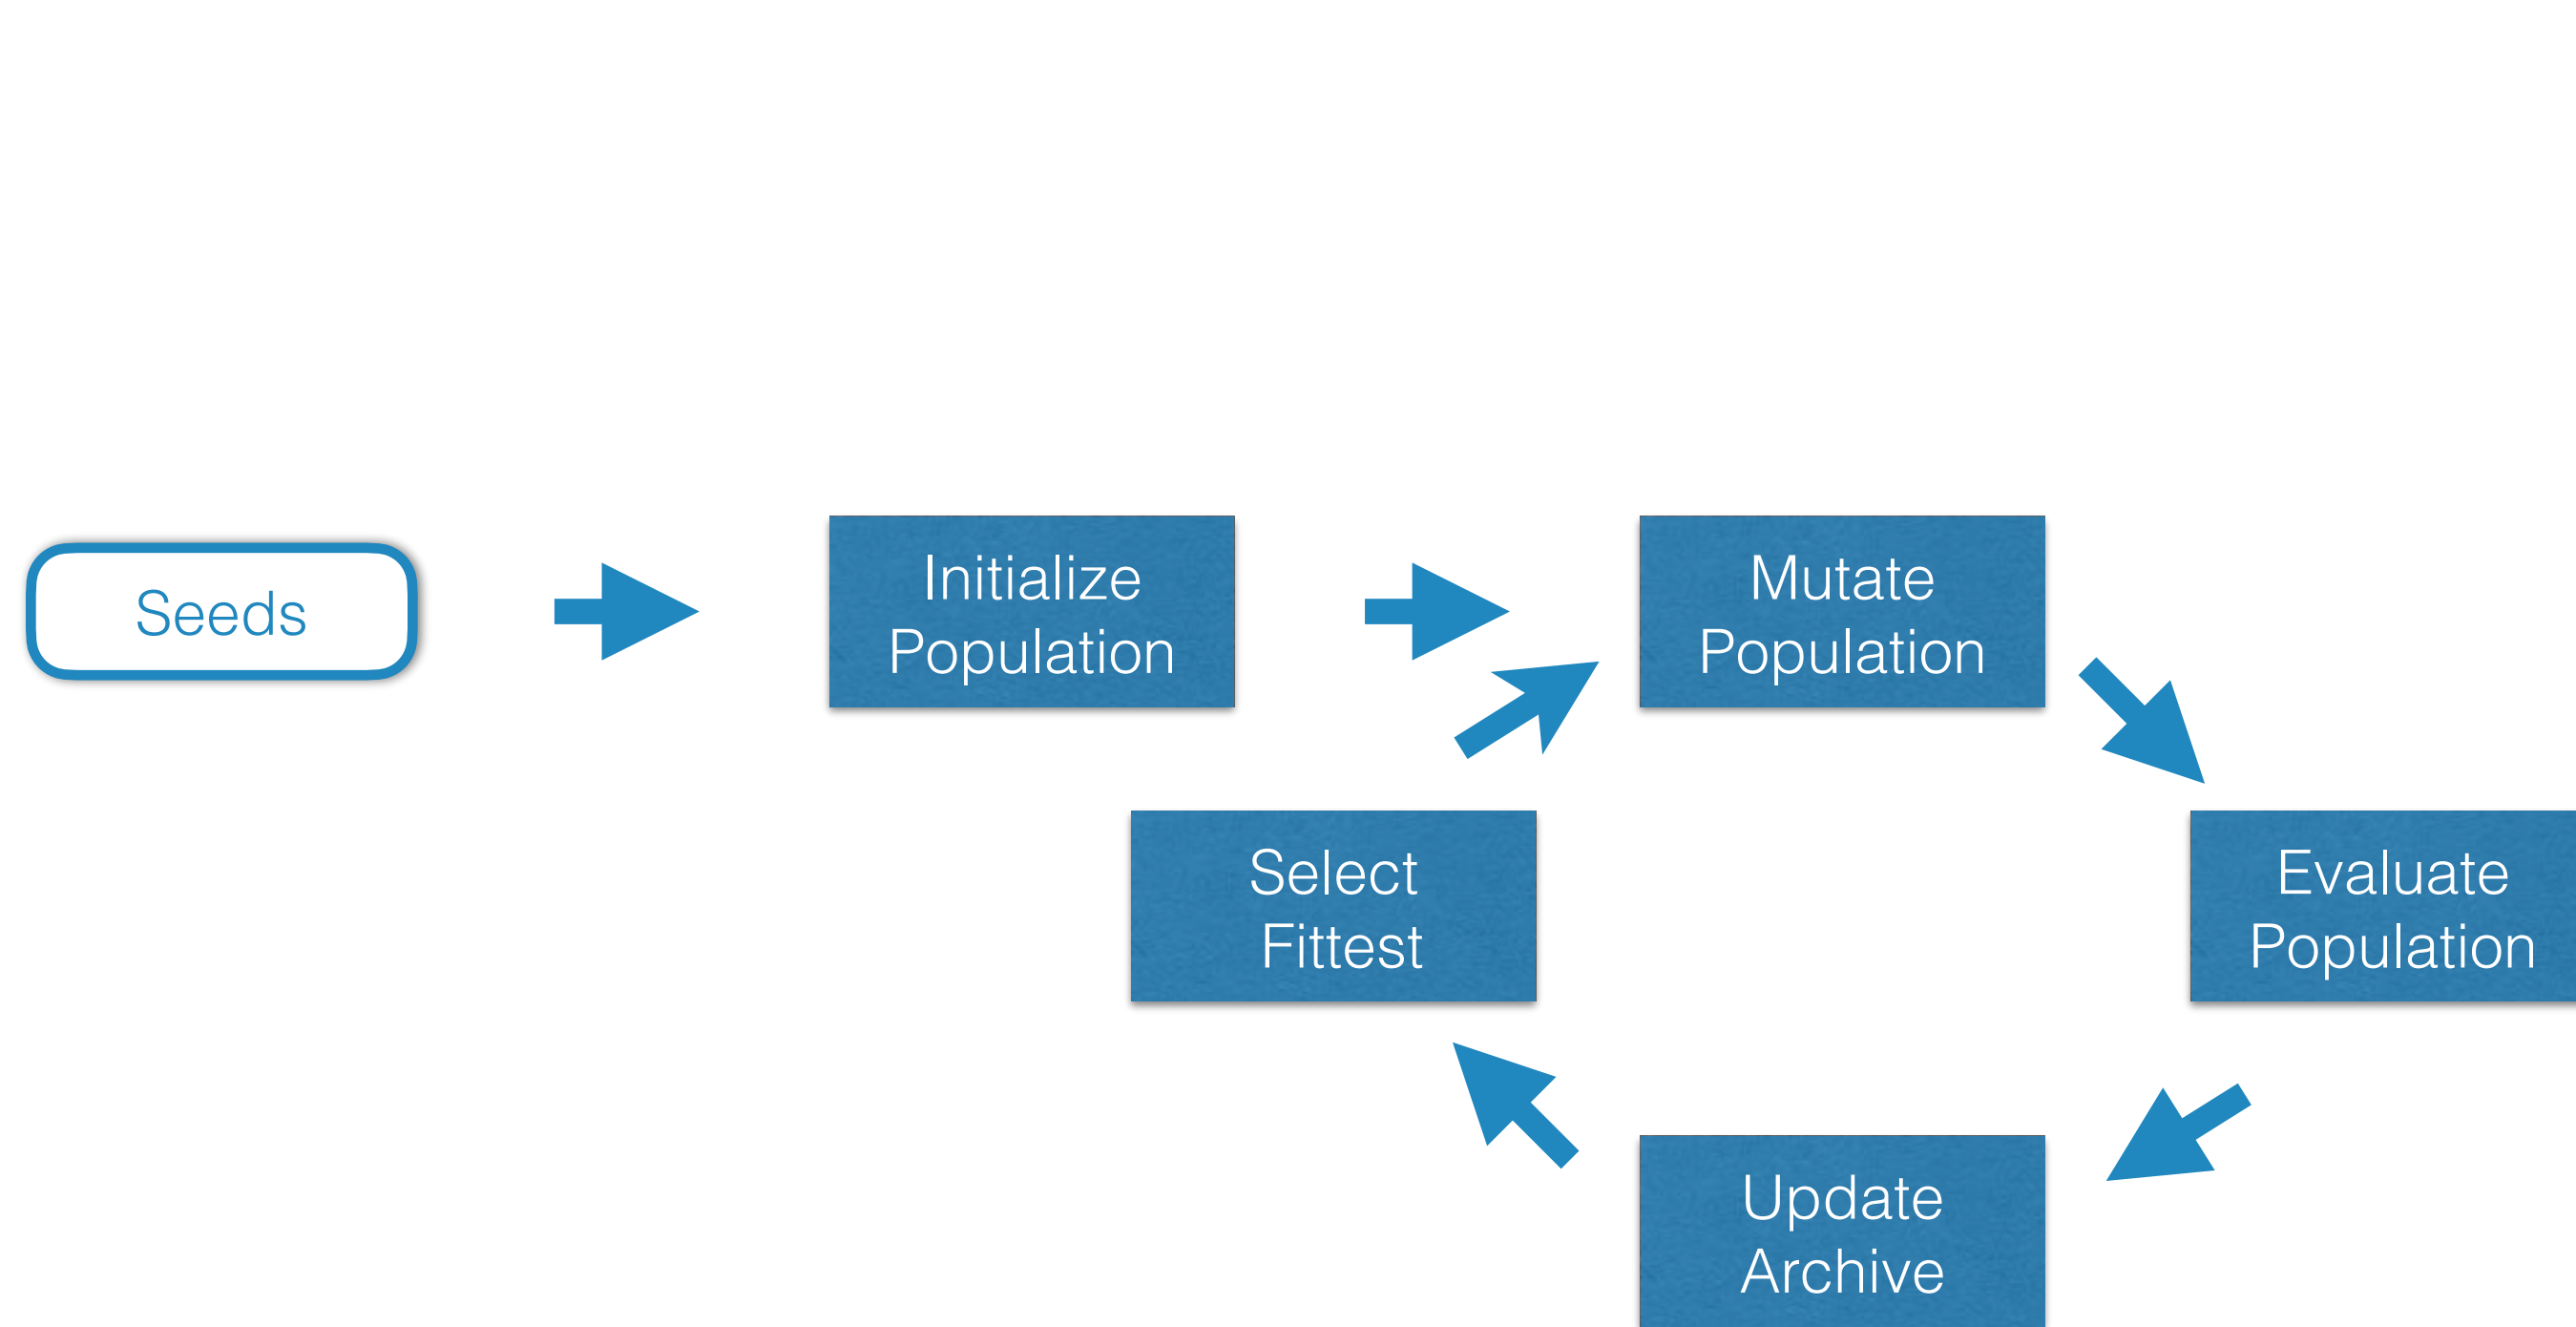 Seeds
Initialize
Population
Mutate
Population
Select
Fittest
Evaluate
Population
Update
Archive